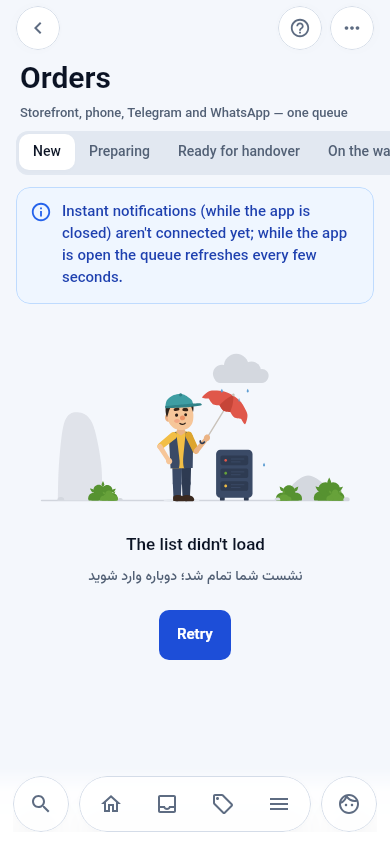 Orders
Storefront, phone, Telegram and WhatsApp — one queue
New Preparing Ready for handover On the wa
Instant notifications (while the app is
closed) aren't connected yet; while the app
is open the queue refreshes every few
seconds.
The list didn't load
نشست شما تمام شد؛ دوباره وارد شوید
Retry